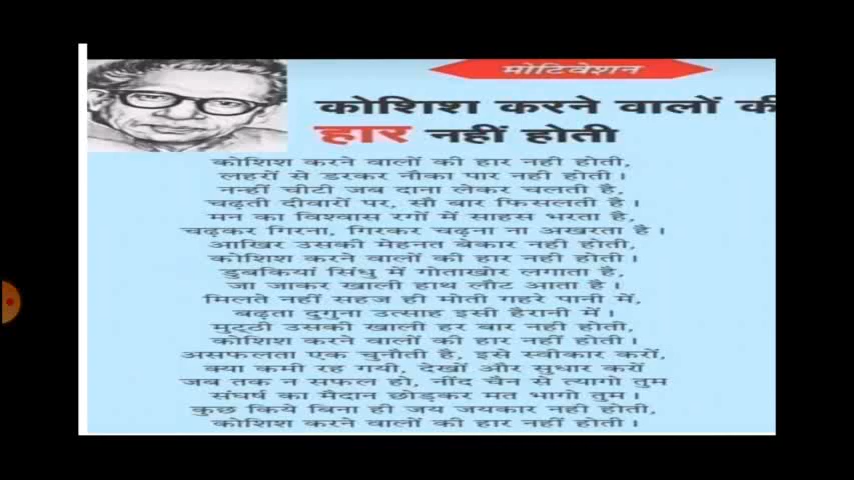 मोटिवेशन
कोशिश करने वालों की
हार नहीं होती
कोशिश करने वालों की हार नही होती,
लहरों से डरकर नौका पार नही होती।
नन्हीं चीटी जब दाना लेकर चलती है,
चढ़ती दीवारों पर, सौ बार फिसलती है।
मन का विश्वास रगों में साहस भरता है,
चढ़कर गिरना, गिरकर चढ़ना ना अखरता है।
आखिर उसकी मेहनत बेकार नही होती,
कोशिश करने वालों की हार नही होती।
डुबकियां सिंधु में गोताखोर लगाता है,
जा जाकर खाली हाथ लौट आता है।
मिलते नहीं सहज ही मोती गहरे पानी में,
बढ़ता दुगुना उत्साह इसी हैरानी में।
मुट्ठी उसकी खाली हर बार नही होती,
कोशिश करने वालों की हार नहीं होती।
असफलता एक चुनौती है, इसे स्वीकार करों,
क्या कमी रह गयी, देखों और सुधार करों
जब तक न सफल हो, नींद चैन से त्यागो तुम
संघर्ष का मैदान छोड़कर मत भागो तुम।
कुछ किये बिना ही जय जयकार नही होती,
कोशिश करने वालों की हार नहीं होती।